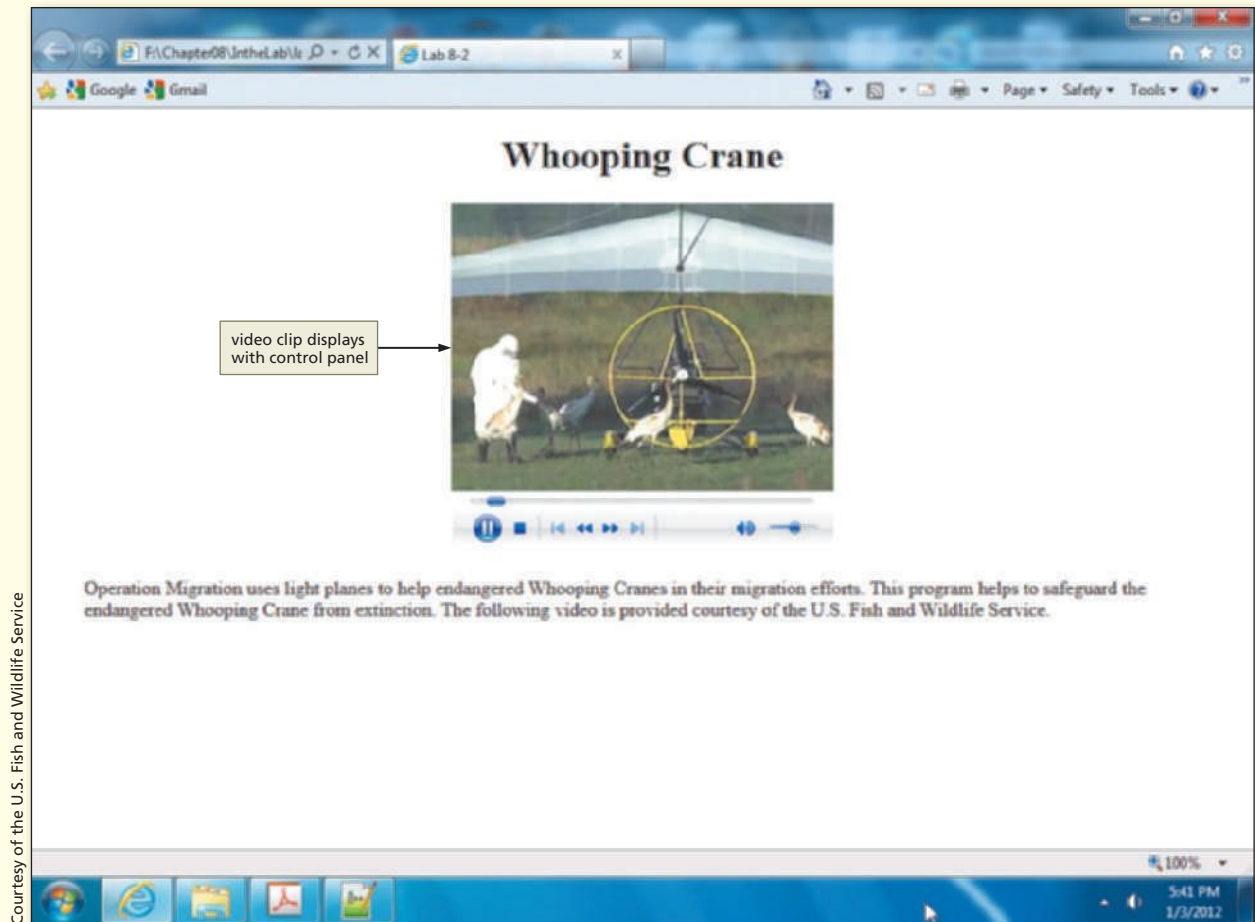 F:\Chapter08\IntheLab\
Lab 8-2
Google
Gmail
Page
Safety
Tools
Whooping Crane
video clip displays
with control panel
Operation Migration uses light planes to help endangered Whooping Cranes in their migration efforts. This program helps to safeguard the
endangered Whooping Crane from extinction. The following video is provided courtesy of the U.S. Fish and Wildlife Service.
Courtesy of the U.S. Fish and Wildlife Service
100%
5:41 PM
1/3/2012